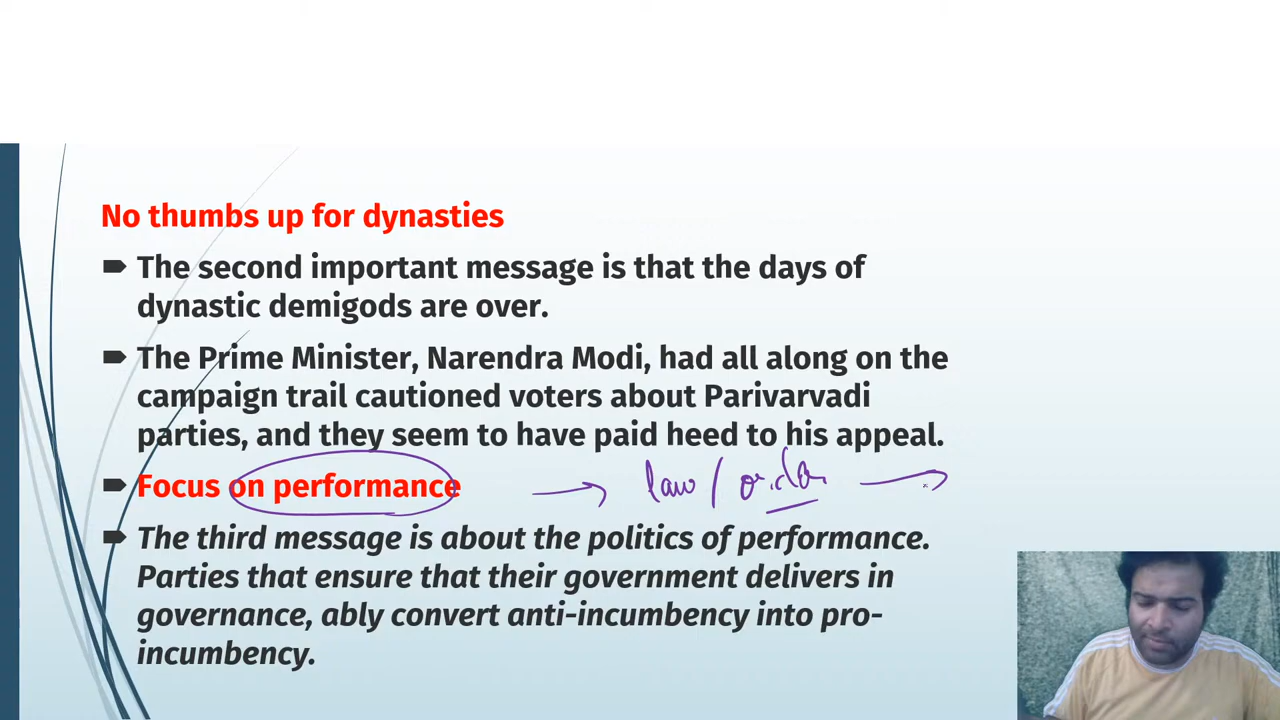 No thumbs up for dynasties
The second important message is that the days of
dynastic demigods are over.
The Prime Minister, Narendra Modi, had all along on the
campaign trail cautioned voters about Parivarvadi
parties, and they seem to have paid heed to his appeal.
Focus on performance → law / order →
The third message is about the politics of performance.
Parties that ensure that their government delivers in
governance, ably convert anti-incumbency into pro-
incumbency.